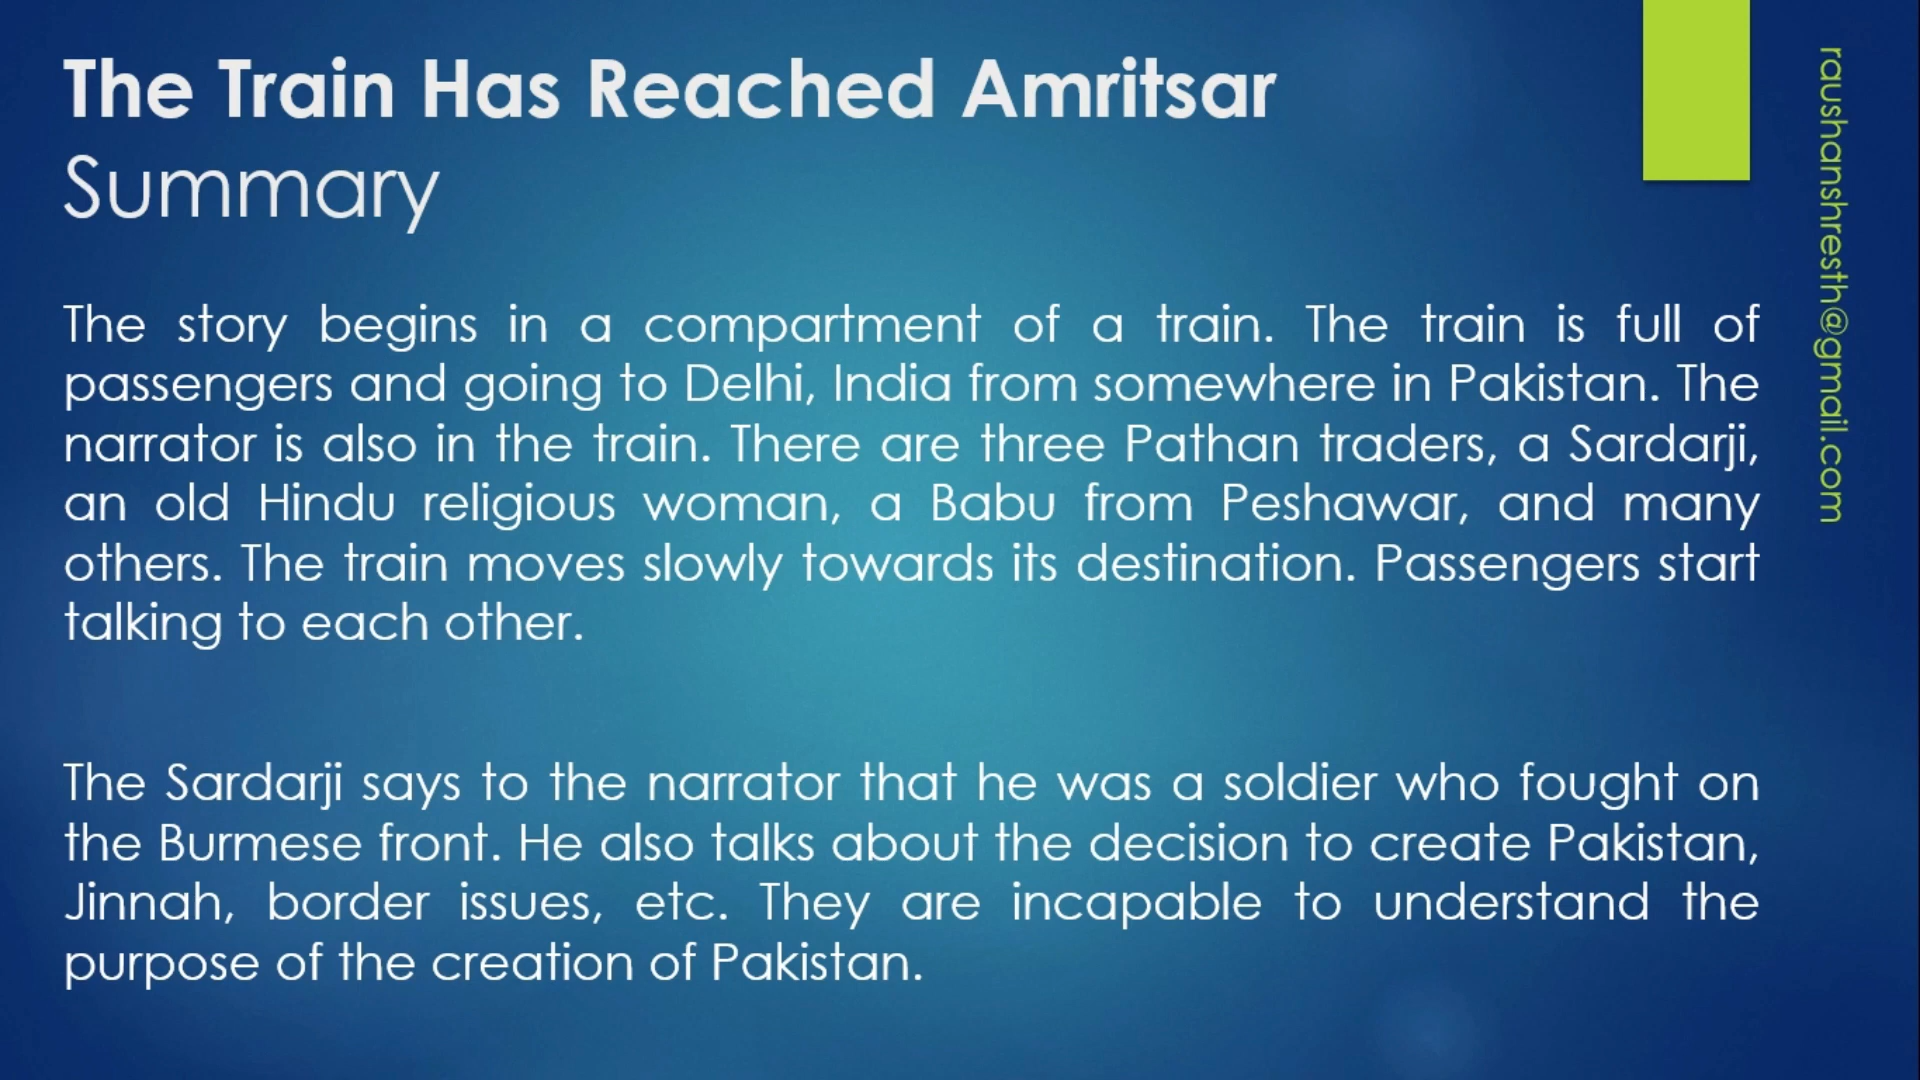 The Train Has Reached Amritsar
Summary
The story begins in a compartment of a train. The train is full of
passengers and going to Delhi, India from somewhere in Pakistan. The
narrator is also in the train. There are three Pathan traders, a Sardarji,
an old Hindu religious woman, a Babu from Peshawar, and many
others. The train moves slowly towards its destination. Passengers start
talking to each other.
The Sardarji says to the narrator that he was a soldier who fought on
the Burmese front. He also talks about the decision to create Pakistan,
Jinnah, border issues, etc. They are incapable to understand the
purpose of the creation of Pakistan.
raushanshresth@gmail.com